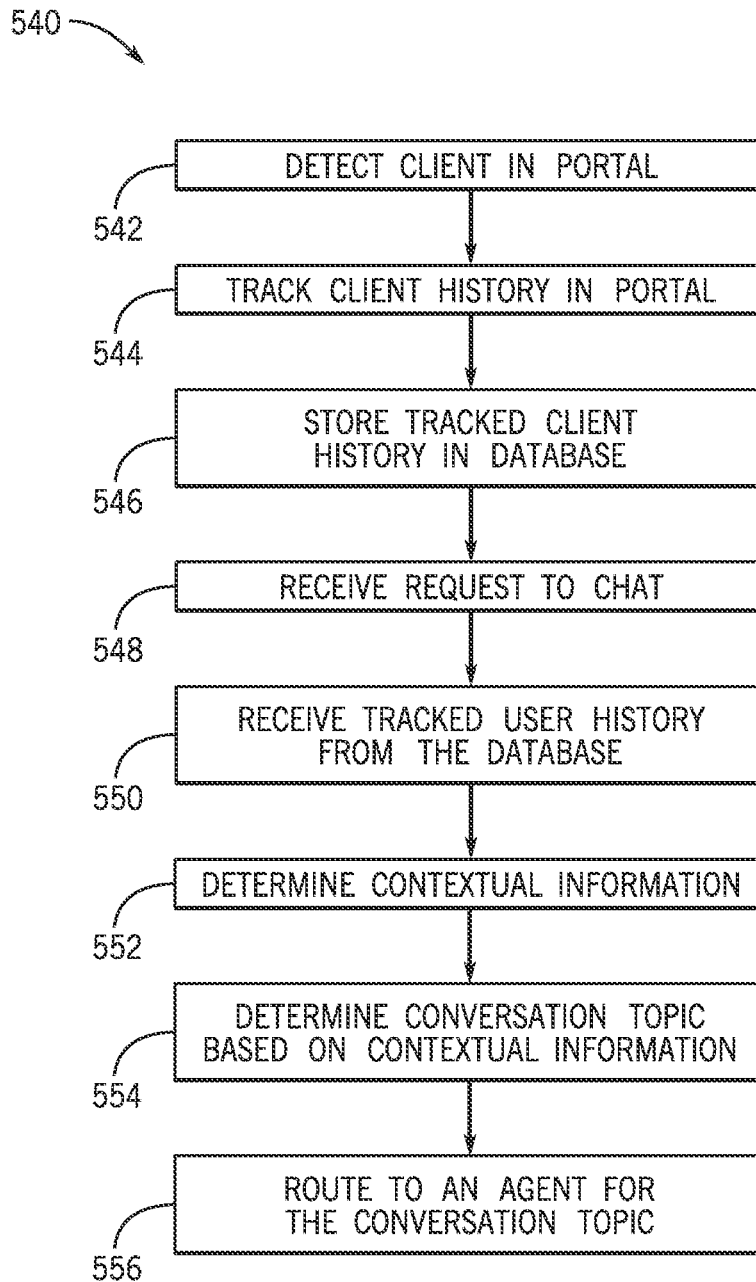 540
DETECT CLIENT IN PORTAL
542
TRACK CLIENT HISTORY IN PORTAL
544
STORE TRACKED CLIENT
HISTORY IN DATABASE
546
RECEIVE REQUEST TO CHAT
548
RECEIVE TRACKED USER HISTORY
FROM THE DATABASE
550
DETERMINE CONTEXTUAL INFORMATION
552
DETERMINE CONVERSATION TOPIC
BASED ON CONTEXTUAL INFORMATION
554
ROUTE TO AN AGENT FOR
THE CONVERSATION TOPIC
556